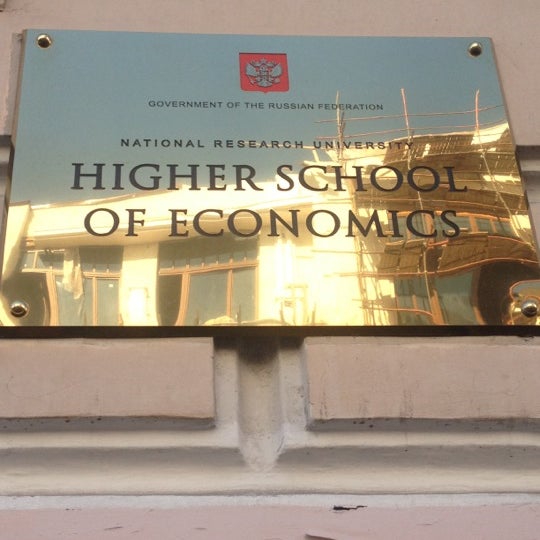 GOVERNMENT OF THE RUSSIAN FEDERATION
NATIONAL RESEARCH UNIVERSITY
HIGHER SCHOOL
OF ECONOMICS